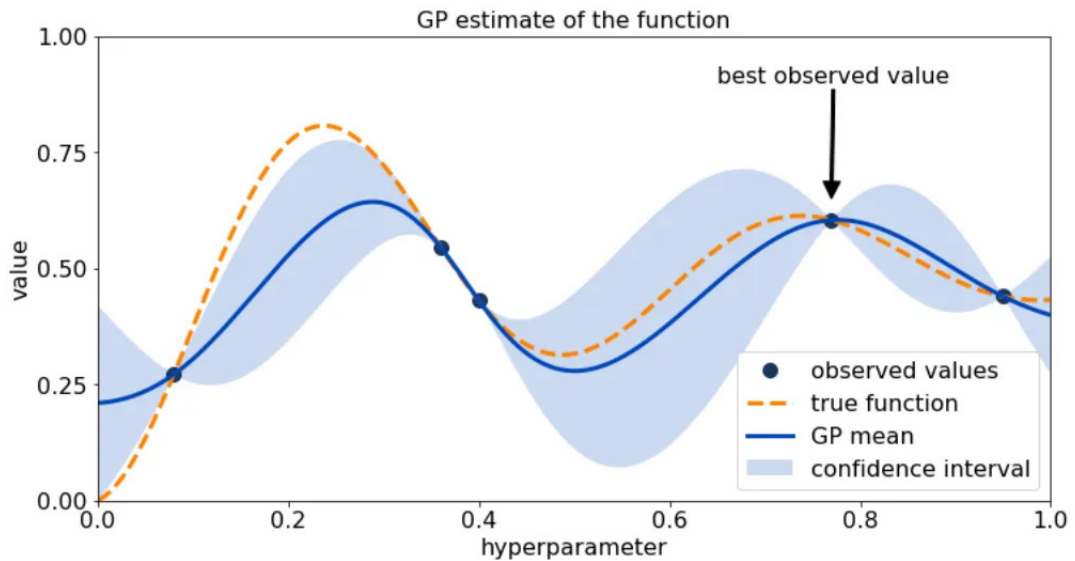 GP estimate of the function
1.00
best observed value
0.75
0.50
value
0.25
observed values
true function
GP mean
confidence interval
0.00
0.0 0.2 0.4 0.6 0.8 1.0
hyperparameter